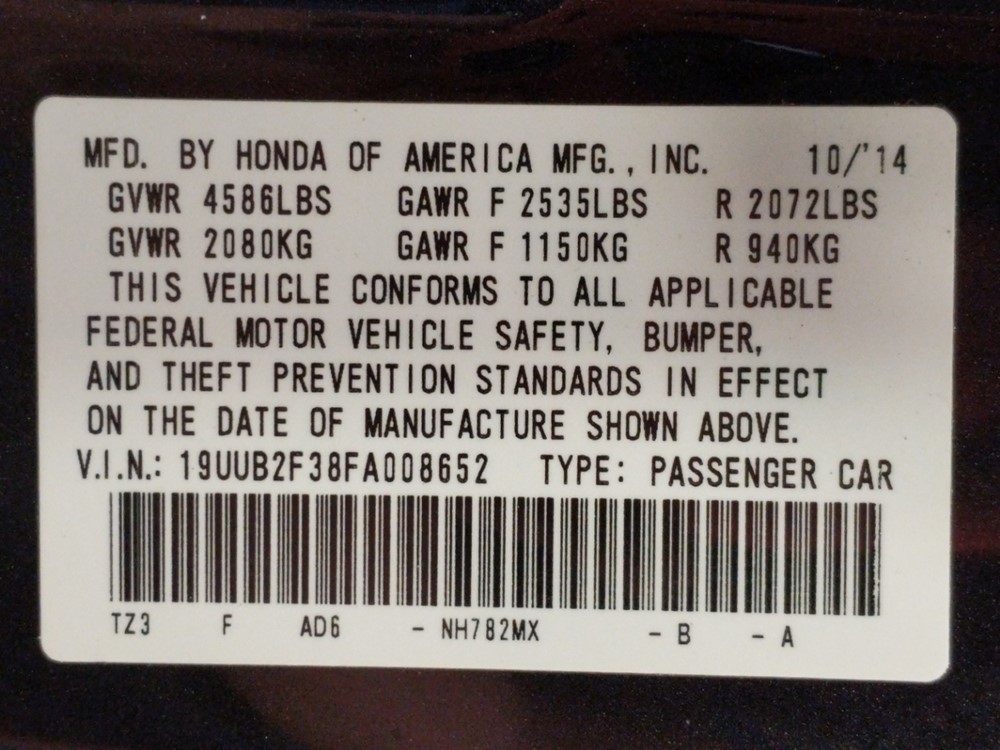 MFD. BY HONDA OF AMERICA MFG., INC. 10/'14
GVWR 4586LBS GAWR F 2535LBS R 2072LBS
GVWR 2080KG GAWR F 1150KG R 940KG
THIS VEHICLE CONFORMS TO ALL APPLICABLE
FEDERAL MOTOR VEHICLE SAFETY, BUMPER,
AND THEFT PREVENTION STANDARDS IN EFFECT
ON THE DATE OF MANUFACTURE SHOWN ABOVE.
V.I.N.: 19UUB2F38FA008652 TYPE: PASSENGER CAR
TZ3 F AD6 - NH782MX - B - A